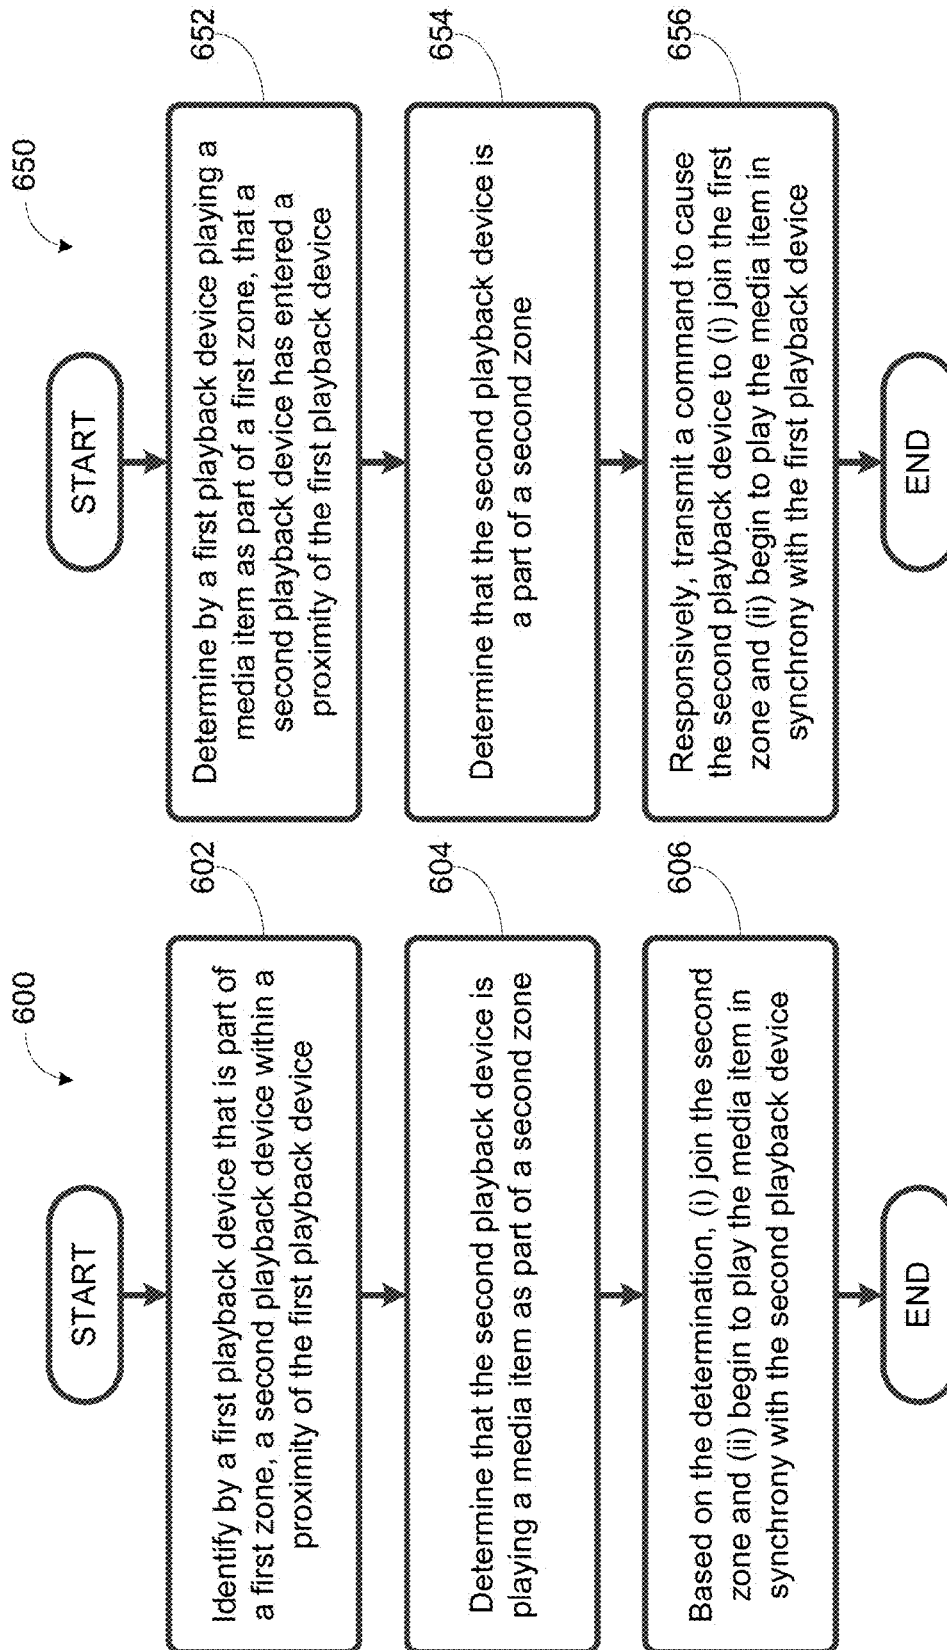 600
START
Identify by a first playback device that is part of
a first zone, a second playback device within a
proximity of the first playback device
602
Determine that the second playback device is
playing a media item as part of a second zone
604
Based on the determination, (i) join the second
zone and (ii) begin to play the media item in
synchrony with the second playback device
606
END
650
START
Determine by a first playback device playing a
media item as part of a first zone, that a
second playback device has entered a
proximity of the first playback device
652
Determine that the second playback device is
a part of a second zone
654
Responsively, transmit a command to cause
the second playback device to (i) join the first
zone and (ii) begin to play the media item in
synchrony with the first playback device
656
END